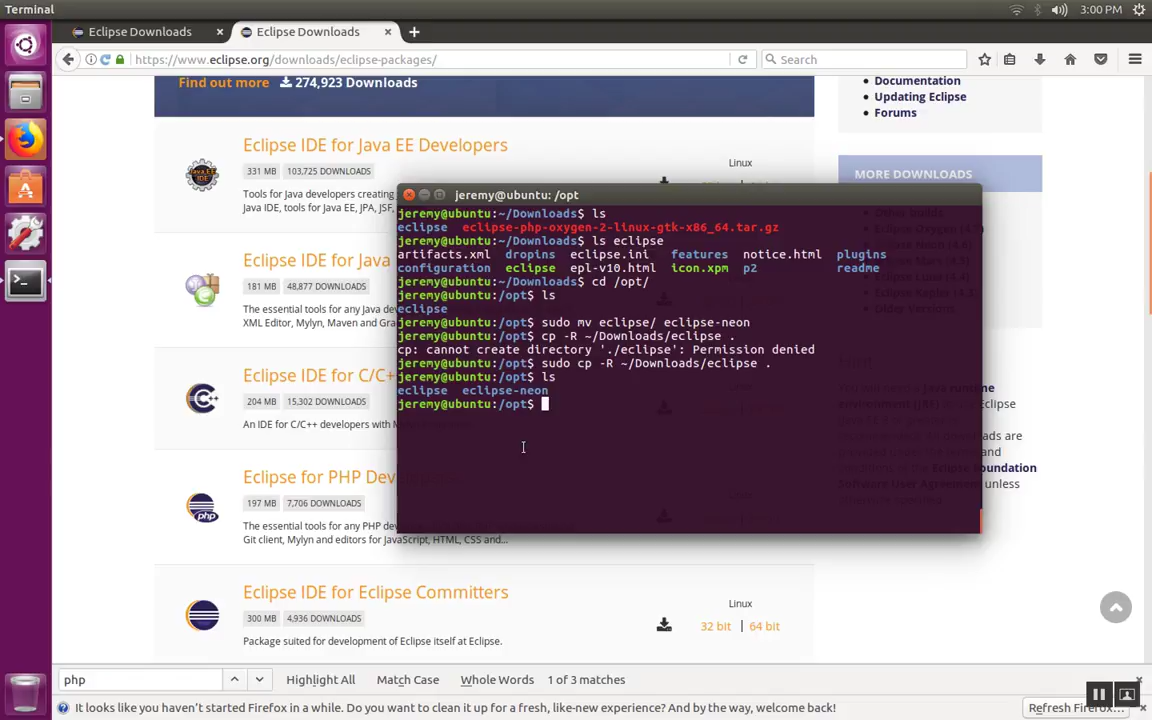 Terminal
3:00 PM
Eclipse Downloads
Eclipse Downloads
https://www.eclipse.org/downloads/eclipse-packages/
Search
Find out more 274,923 Downloads
Documentation
Updating Eclipse
Forums
MORE DOWNLOADS
Eclipse IDE for Java EE Developers
331 MB 103,725 DOWNLOADS
Tools for Java developers creating
Java IDE, tools for Java EE, JPA, JSF,
Linux
Eclipse IDE for Java
181 MB 48,877 DOWNLOADS
The essential tools for any
XML Editor, Mylyn, Maven and
Eclipse IDE for C/C+
204 MB 15,302 DOWNLOADS
An IDE for C/C++ developers with
Eclipse for PHP Dev
197 MB 7,706 DOWNLOADS
The essential tools for any PHP
Git client, Mylyn and editors for JavaScript, HTML, CSS and...
Eclipse IDE for Eclipse Committers
300 MB 4,936 DOWNLOADS
Package suited for development of Eclipse itself at Eclipse.
Linux
32 bit | 64 bit
jeremy@ubuntu: /opt
jeremy@ubuntu:~/Downloads$ ls
eclipse eclipse-php-oxygen-2-linux-gtk-x86_64.tar.gz
jeremy@ubuntu:~/Downloads$ ls eclipse
artifacts.xml dropins eclipse.ini features notice.html plugins
configuration eclipse epl-v10.html icon.xpm p2 readme
jeremy@ubuntu:~/Downloads$ cd /opt/
jeremy@ubuntu:/opt$ ls
eclipse
jeremy@ubuntu:/opt$ sudo mv eclipse/ eclipse-neon
jeremy@ubuntu:/opt$ cp -R ~/Downloads/eclipse .
cp: cannot create directory './eclipse': Permission denied
jeremy@ubuntu:/opt$ sudo cp -R ~/Downloads/eclipse .
jeremy@ubuntu:/opt$ ls
eclipse eclipse-neon
jeremy@ubuntu:/opt$
Eclipse
are
and
Foundation
unless
php
Highlight All
Match Case
Whole Words
1 of 3 matches
It looks like you haven't started Firefox in a while. Do you want to clean it up for a fresh, like-new experience? And by the way, welcome back!
Refresh Firefox...